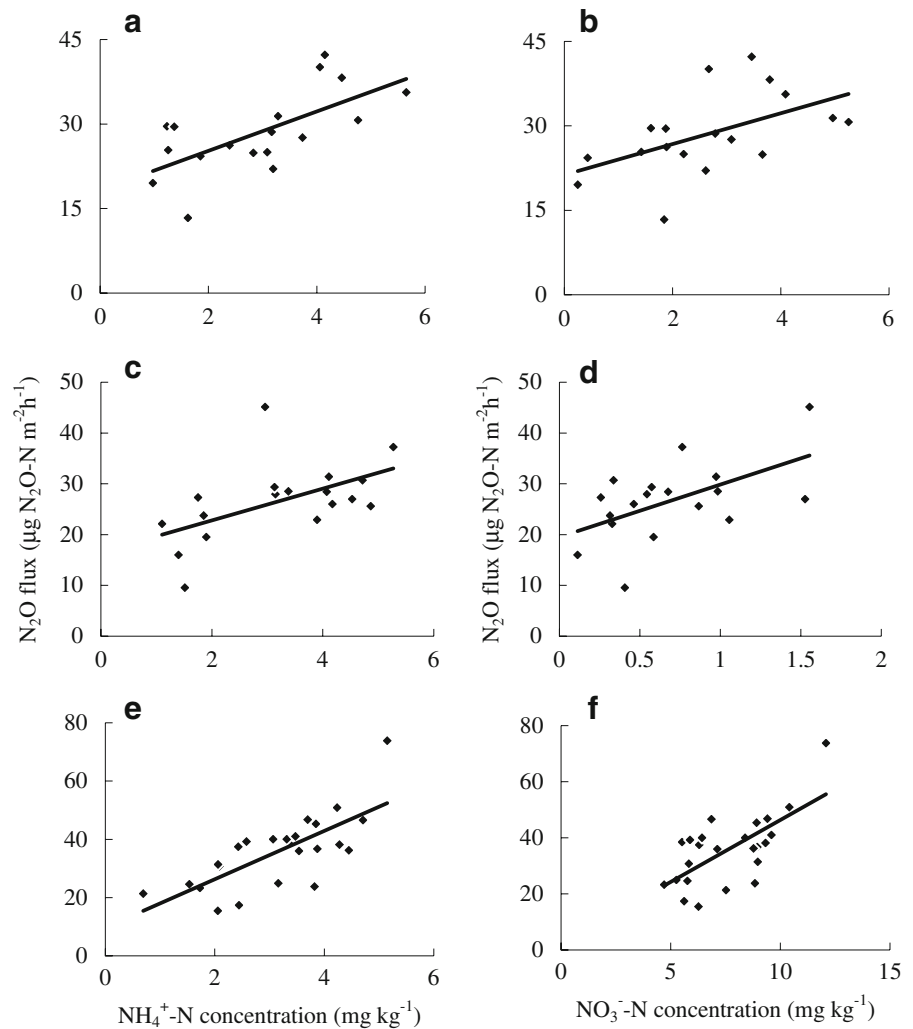 a
b
45
30
15
0
0 2 4 6
45
30
15
0
0 2 4 6
c
d
N₂O flux (µg N₂O-N m⁻²h⁻¹)
50
40
30
20
10
0
0 2 4 6
N₂O flux (µg N₂O-N m⁻²h⁻¹)
50
40
30
20
10
0
0 0.5 1 1.5 2
e
f
80
60
40
20
0
0 2 4 6
80
60
40
20
0
0 5 10 15
NH₄⁺-N concentration (mg kg⁻¹)
NO₃⁻-N concentration (mg kg⁻¹)